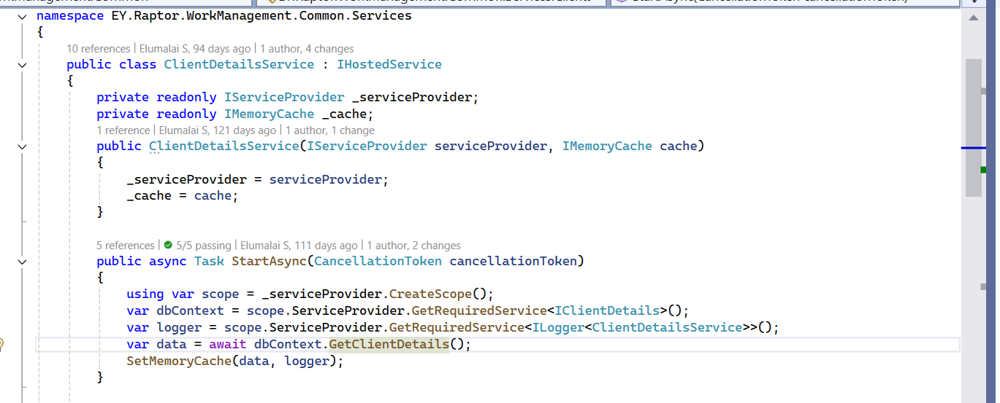 namespace EY.Raptor.WorkManagement.Common.Services
{
10 references | Elumalai S, 94 days ago | 1 author, 4 changes
public class ClientDetailsService : IHostedService
{
private readonly IServiceProvider _serviceProvider;
private readonly IMemoryCache _cache;
1 reference | Elumalai S, 121 days ago | 1 author, 1 change
public ClientDetailsService(IServiceProvider serviceProvider, IMemoryCache cache)
{
_serviceProvider = serviceProvider;
_cache = cache;
}
5 references | 5/5 passing | Elumalai S, 111 days ago | 1 author, 2 changes
public async Task StartAsync(CancellationToken cancellationToken)
{
using var scope = _serviceProvider.CreateScope();
var dbContext = scope.ServiceProvider.GetRequiredService<IClientDetails>();
var logger = scope.ServiceProvider.GetRequiredService<ILogger<ClientDetailsService>>();
var data = await dbContext.GetClientDetails();
SetMemoryCache(data, logger);
}